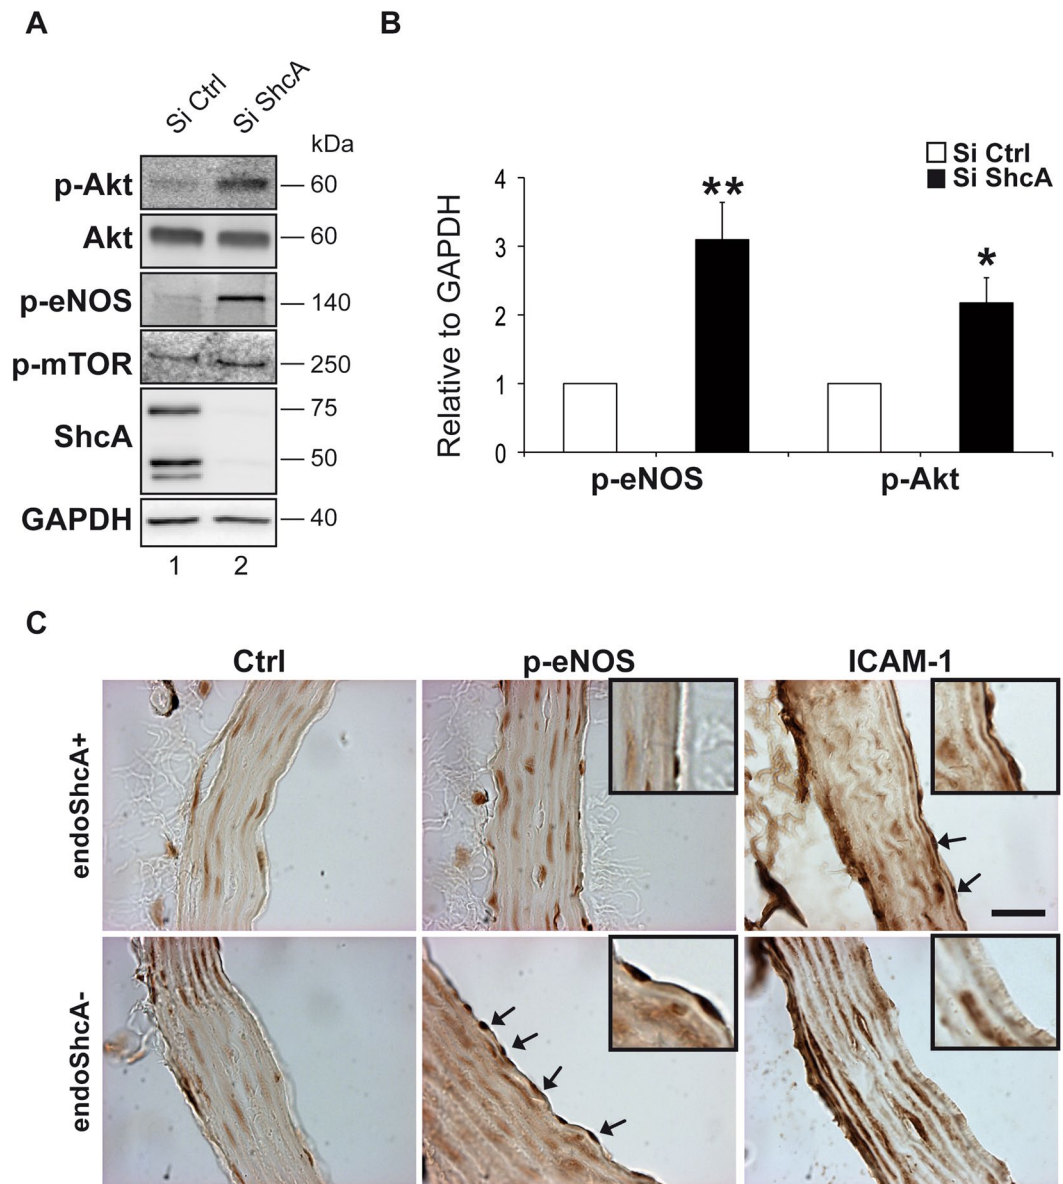 A
Si Ctrl
Si ShcA
kDa
p-Akt
60
Akt
60
p-eNOS
140
p-mTOR
250
ShcA
75
50
GAPDH
40
1
2
B
Si Ctrl
Si ShcA
Relative to GAPDH
4
3
2
1
0
**
*
p-eNOS
p-Akt
C
Ctrl
p-eNOS
ICAM-1
endoShcA+
endoShcA-